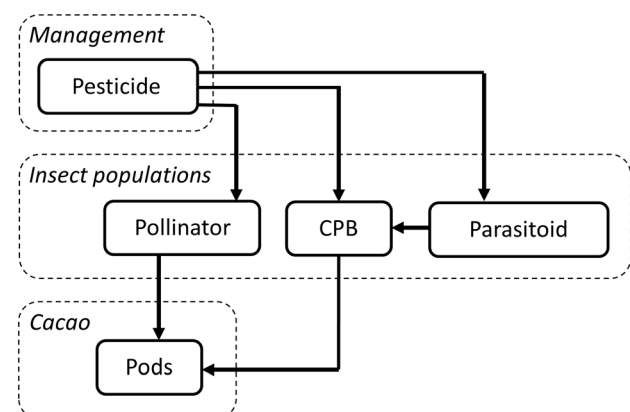 Management
Pesticide
Insect populations
Pollinator
CPB
Parasitoid
Cacao
Pods